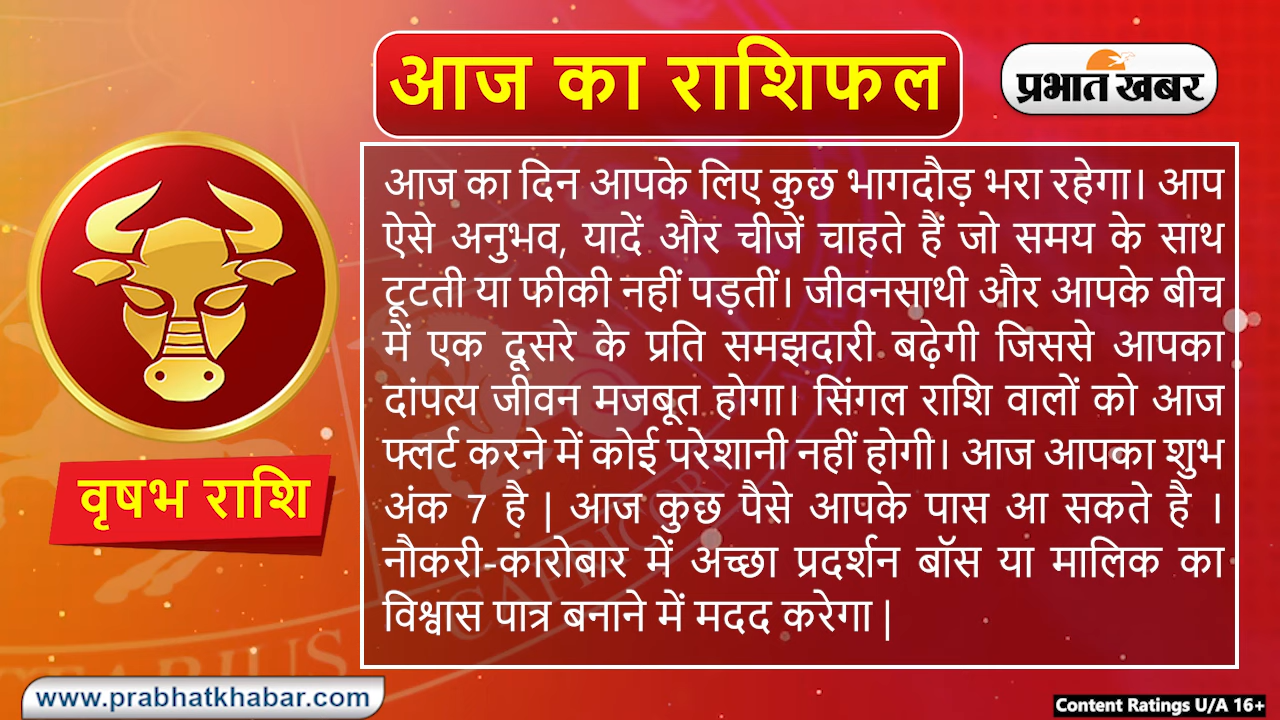 आज का राशिफल
प्रभात खबर
आज का दिन आपके लिए कुछ भागदौड़ भरा रहेगा। आप
ऐसे अनुभव, यादें और चीजें चाहते हैं जो समय के साथ
टूटती या फीकी नहीं पड़तीं। जीवनसाथी और आपके बीच
में एक दूसरे के प्रति समझदारी बढ़ेगी जिससे आपका
दांपत्य जीवन मजबूत होगा। सिंगल राशि वालों को आज
फ्लर्ट करने में कोई परेशानी नहीं होगी। आज आपका शुभ
अंक 7 है | आज कुछ पैसे आपके पास आ सकते है ।
नौकरी-कारोबार में अच्छा प्रदर्शन बॉस या मालिक का
विश्वास पात्र बनाने में मदद करेगा |
वृषभ राशि
www.prabhatkhabar.com
Content Ratings U/A 16+